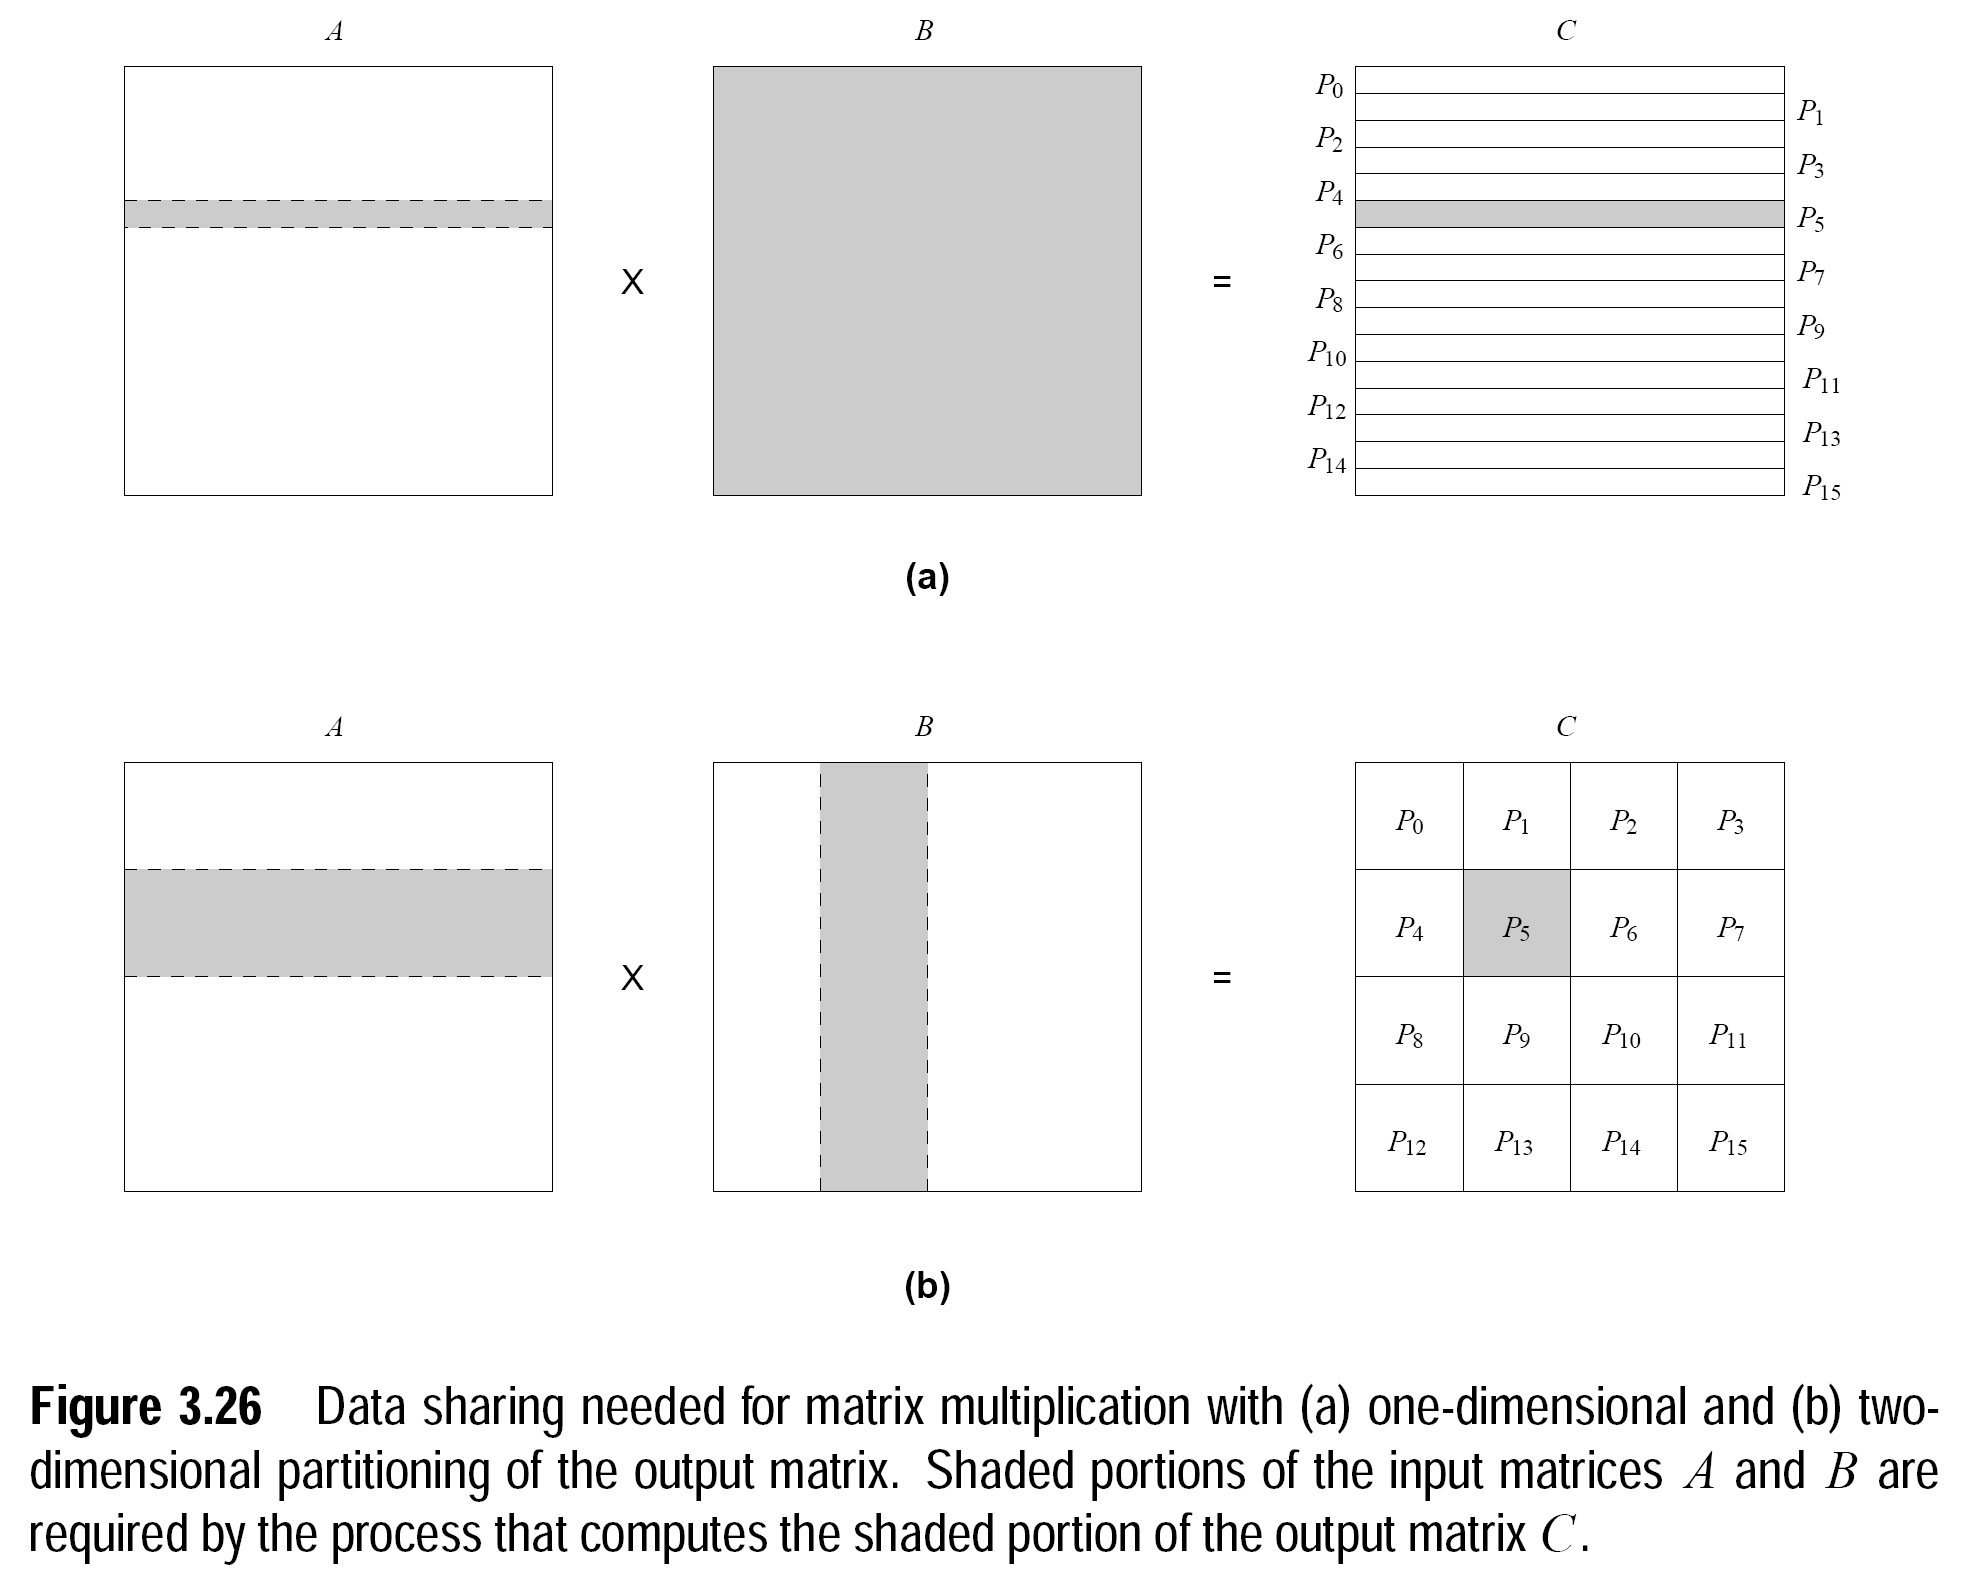 A B C
P0
P1
P2
P3
P4
P5
P6
P7
P8
P9
P10
P11
P12
P13
P14
P15
X =
(a)
A B C
P0 P1 P2 P3
P4 P5 P6 P7
X =
P8 P9 P10 P11
P12 P13 P14 P15
(b)
Figure 3.26 Data sharing needed for matrix multiplication with (a) one-dimensional and (b) two-
dimensional partitioning of the output matrix. Shaded portions of the input matrices A and B are
required by the process that computes the shaded portion of the output matrix C.